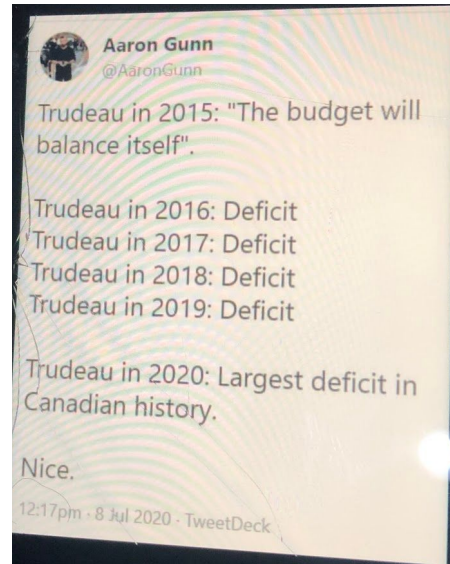 Aaron Gunn
@AaronGunn
Trudeau in 2015: "The budget will
balance itself".
Trudeau in 2016: Deficit
Trudeau in 2017: Deficit
Trudeau in 2018: Deficit
Trudeau in 2019: Deficit
Trudeau in 2020: Largest deficit in
Canadian history.
Nice.
12:17pm · 8 Jul 2020 · TweetDeck